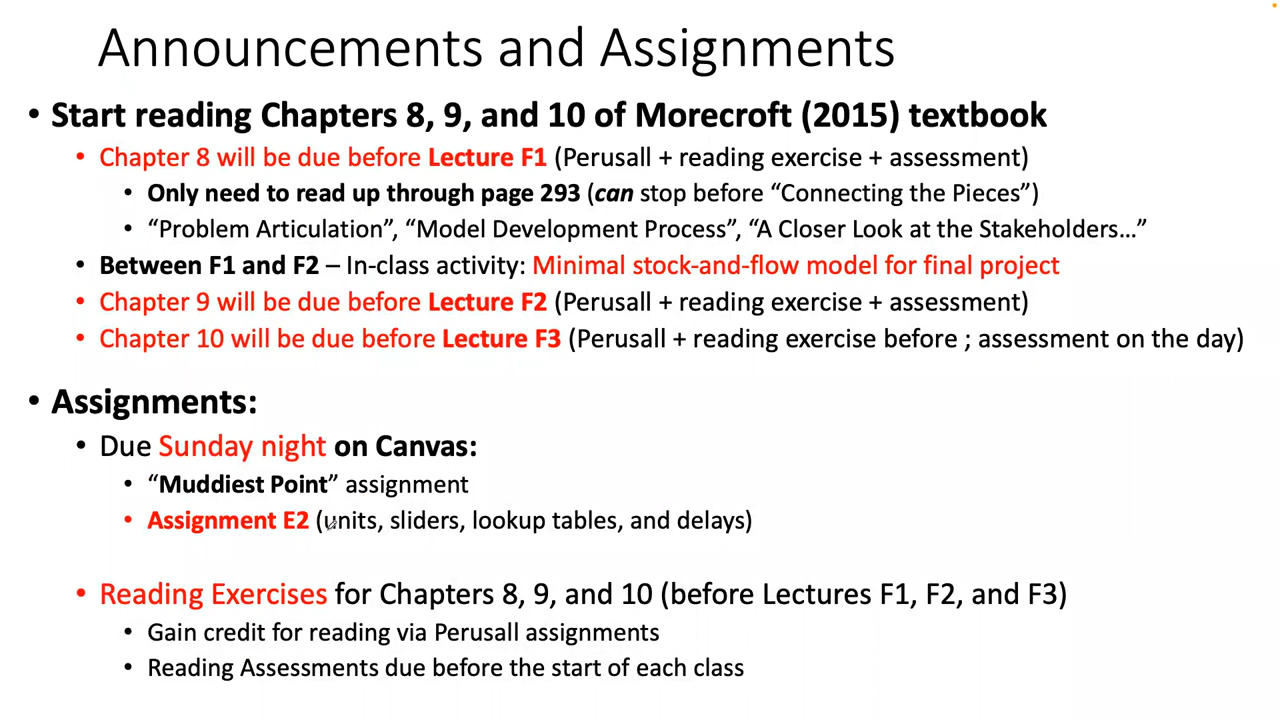 Announcements and Assignments
• Start reading Chapters 8, 9, and 10 of Morecroft (2015) textbook
• Chapter 8 will be due before Lecture F1 (Perusall + reading exercise + assessment)
• Only need to read up through page 293 (can stop before “Connecting the Pieces”)
• “Problem Articulation”, “Model Development Process”, “A Closer Look at the Stakeholders…”
• Between F1 and F2 – In-class activity: Minimal stock-and-flow model for final project
• Chapter 9 will be due before Lecture F2 (Perusall + reading exercise + assessment)
• Chapter 10 will be due before Lecture F3 (Perusall + reading exercise before ; assessment on the day)
• Assignments:
• Due Sunday night on Canvas:
• “Muddiest Point” assignment
• Assignment E2 (units, sliders, lookup tables, and delays)
• Reading Exercises for Chapters 8, 9, and 10 (before Lectures F1, F2, and F3)
• Gain credit for reading via Perusall assignments
• Reading Assessments due before the start of each class